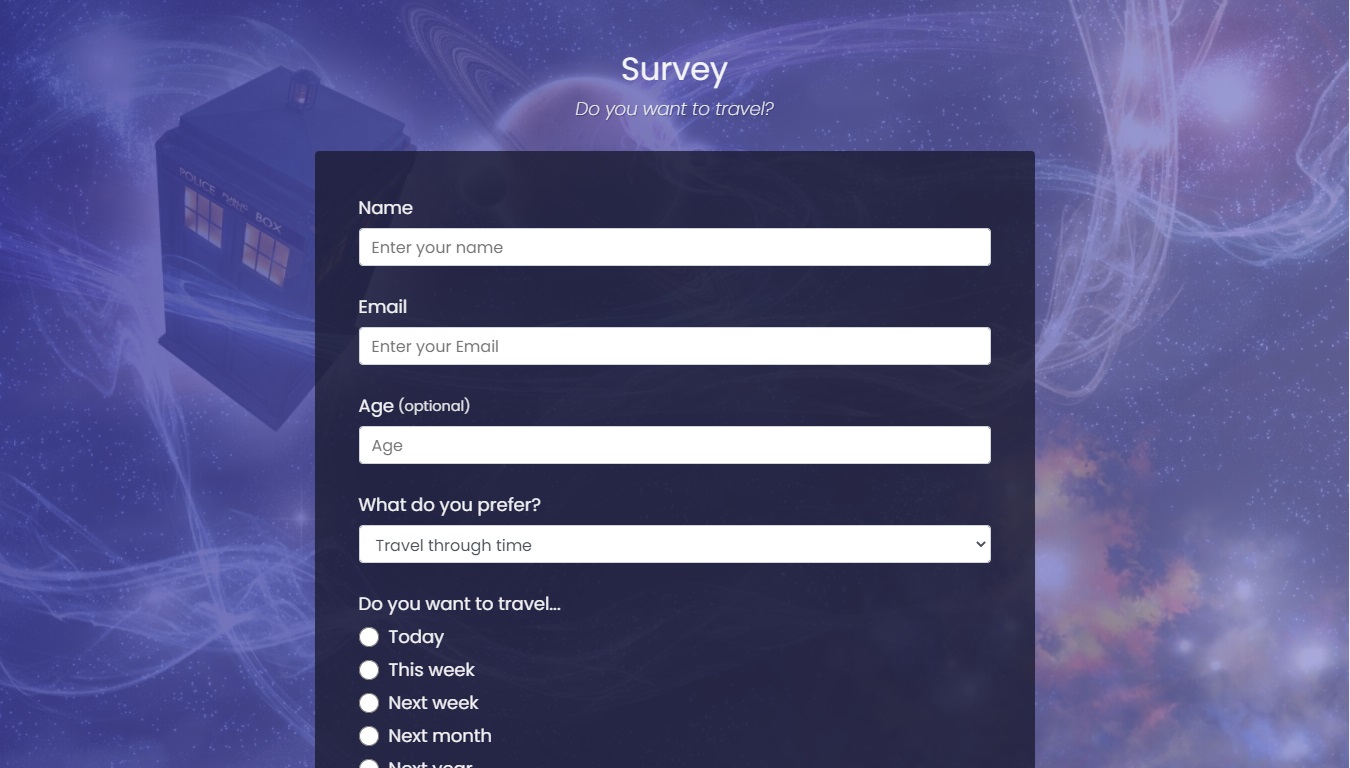 Survey
Do you want to travel?
POLICE PUBLIC BOX
Name
Enter your name
Email
Enter your Email
Age (optional)
Age
What do you prefer?
Travel through time
Do you want to travel...
Today
This week
Next week
Next month
Next year